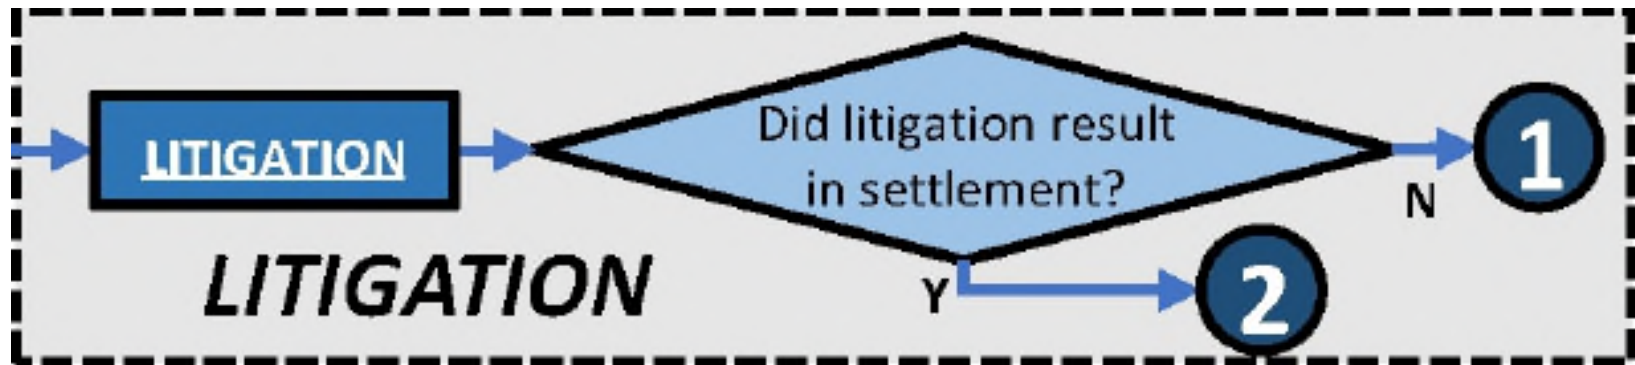 LITIGATION
Did litigation result
in settlement?
N
1
Y
2
LITIGATION